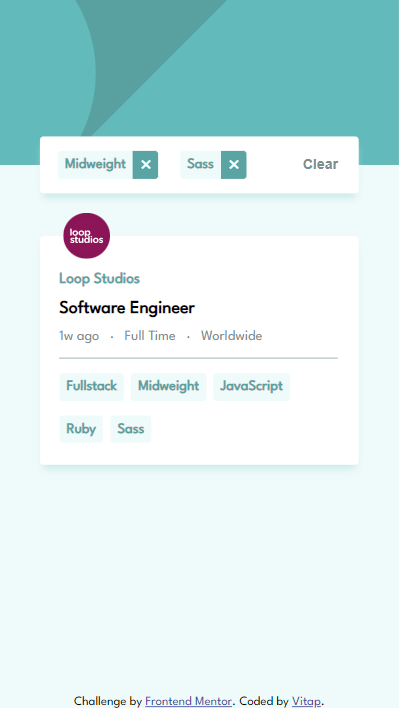 Midweight ✕ Sass ✕ Clear
loop
studios
Loop Studios
Software Engineer
1w ago · Full Time · Worldwide
Fullstack Midweight JavaScript
Ruby Sass
Challenge by Frontend Mentor. Coded by Vitap.